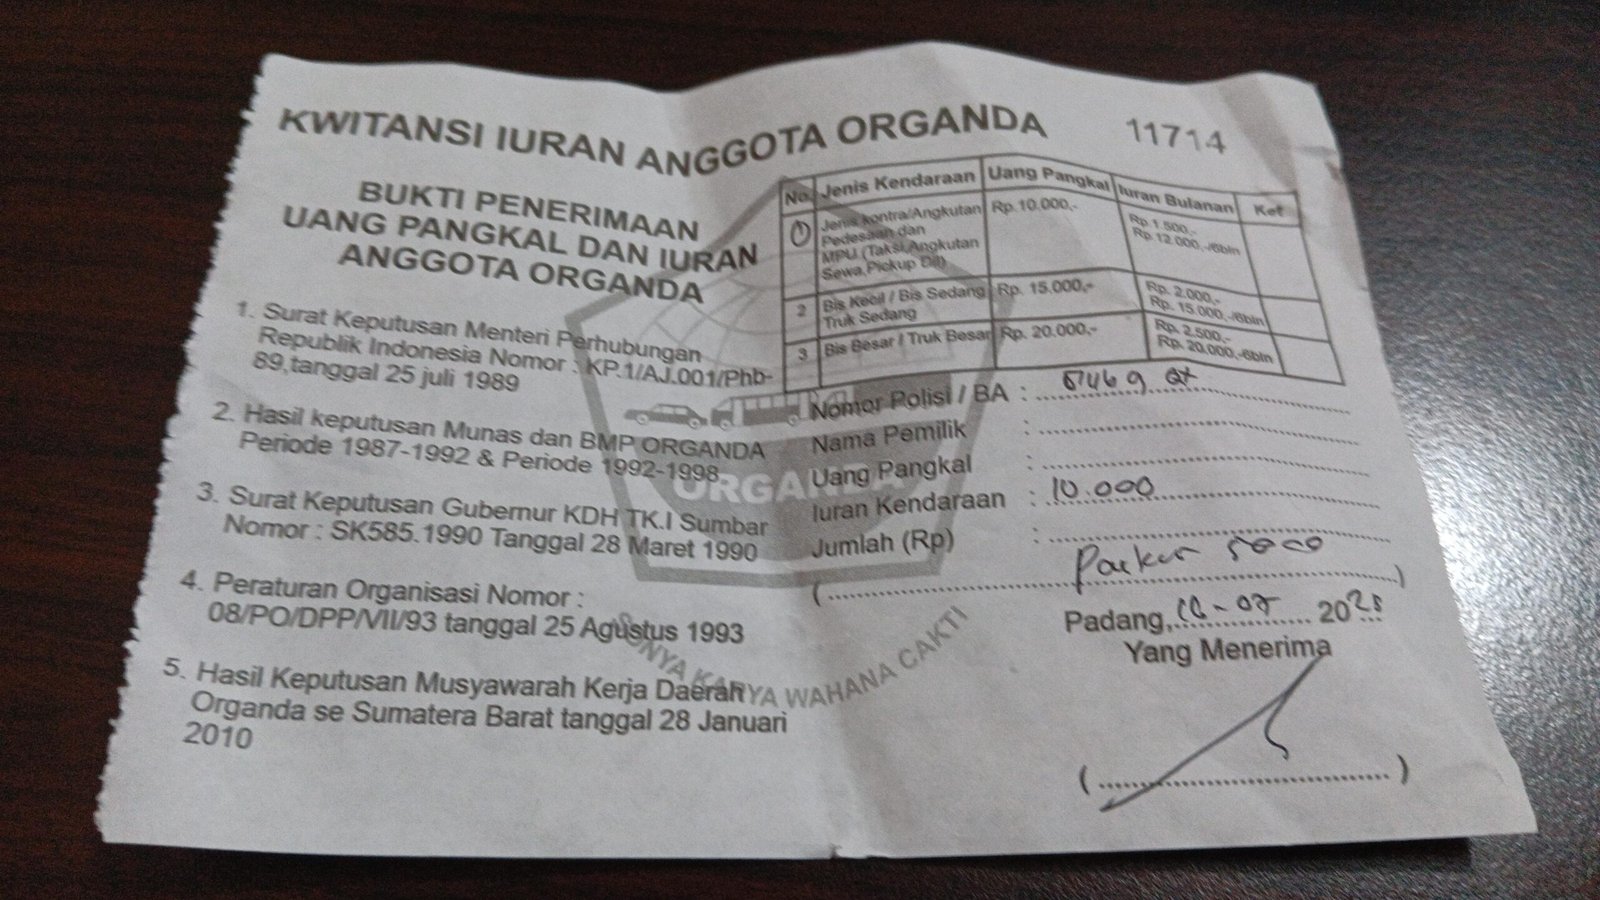 KWITANSI IURAN ANGGOTA ORGANDA
11714
BUKTI PENERIMAAN
UANG PANGKAL DAN IURAN
ANGGOTA ORGANDA
1. Surat Keputusan Menteri Perhubungan
Republik Indonesia Nomor : KP.1/AJ.001/Phb-
89,tanggal 25 juli 1989
2. Hasil keputusan Munas dan BMP ORGANDA
Periode 1987-1992 & Periode 1992-1998
3. Surat Keputusan Gubernur KDH TK.I Sumbar
Nomor : SK585.1990 Tanggal 28 Maret 1990
4. Peraturan Organisasi Nomor :
08/PO/DPP/VII/93 tanggal 25 Agustus 1993
5. Hasil Keputusan Musyawarah Kerja Daerah
Organda se Sumatera Barat tanggal 28 Januari
2010
No. Jenis Kendaraan Uang Pangkal Iuran Bulanan Ket
Jenis kontra/Angkutan Rp.10.000,- Rp 1.500,-
Pedesaan dan Rp 12.000,-/6bln
MPU (Taksi,Angkutan
Sewa,Pickup Dll)
2 Bis Kecil / Bis Sedang Rp. 15.000,- Rp. 2.000,-
Truk Sedang Rp. 15.000,-/6bln
3 Bis Besar / Truk Besar Rp. 20.000,- Rp. 2.500,-
Rp. 20.000,-6bln
Nomor Polisi / BA :
Nama Pemilik :
Uang Pangkal :
Iuran Kendaraan : 10.000
Jumlah (Rp) :
Parkir 5000
Padang, 2025
Yang Menerima
ORGANDA
KARYA WAHANA CAKTI